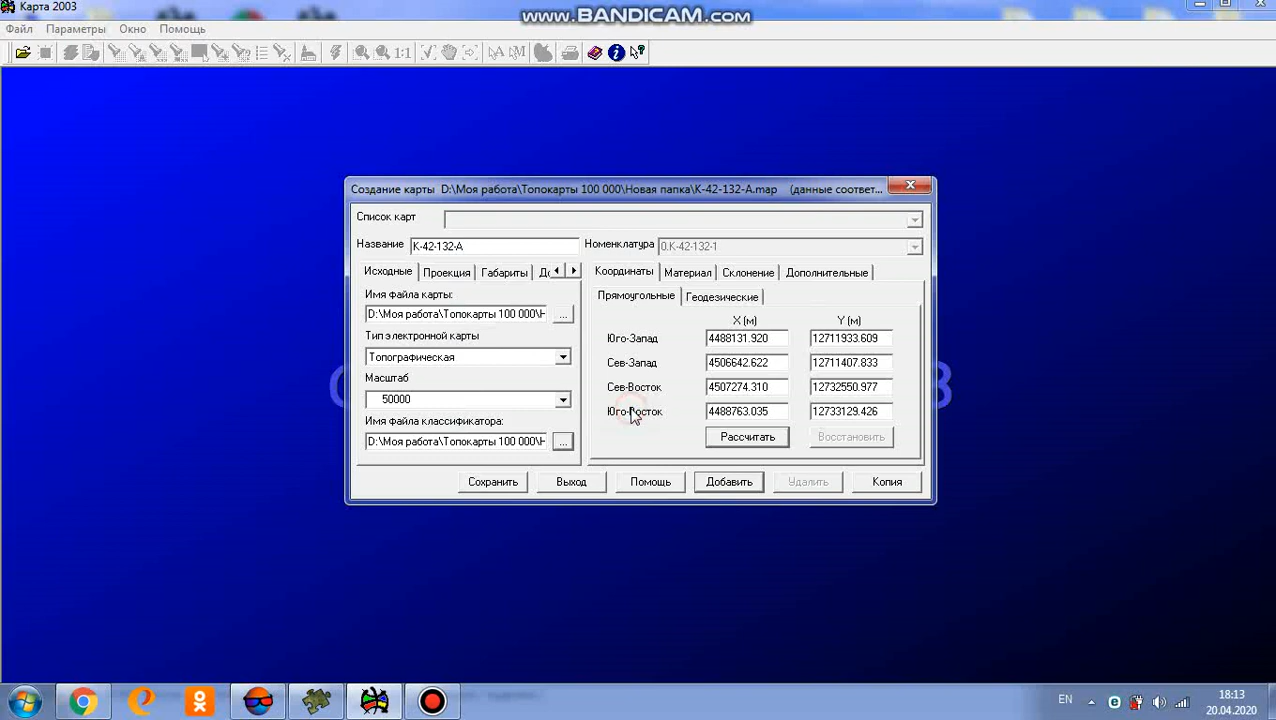 Карта 2003
www.BANDICAM.com
Файл Параметры Окно Помощь
1:1
Создание карты D:\Моя работа\Топокарты 100 000\Новая папка\K-42-132-A.map (данные соответ...
Список карт
Название K-42-132-A Номенклатура 0.K-42-132-1
Исходные Проекция Габариты До Координаты Материал Склонение Дополнительные
Имя файла карты:
D:\Моя работа\Топокарты 100 000\Н ...
Тип электронной карты
Топографическая
Масштаб
50000
Имя файла классификатора:
D:\Моя работа\Топокарты 100 000\Н ...
Прямоугольные Геодезические
X (м) Y (м)
Юго-Запад 4488131.920 12711933.609
Сев-Запад 4506642.622 12711407.833
Сев-Восток 4507274.310 12732550.977
Юго-Восток 4488763.035 12733129.426
Рассчитать Восстановить
Сохранить Выход Помощь Добавить Удалить Копия
EN
18:13
20.04.2020